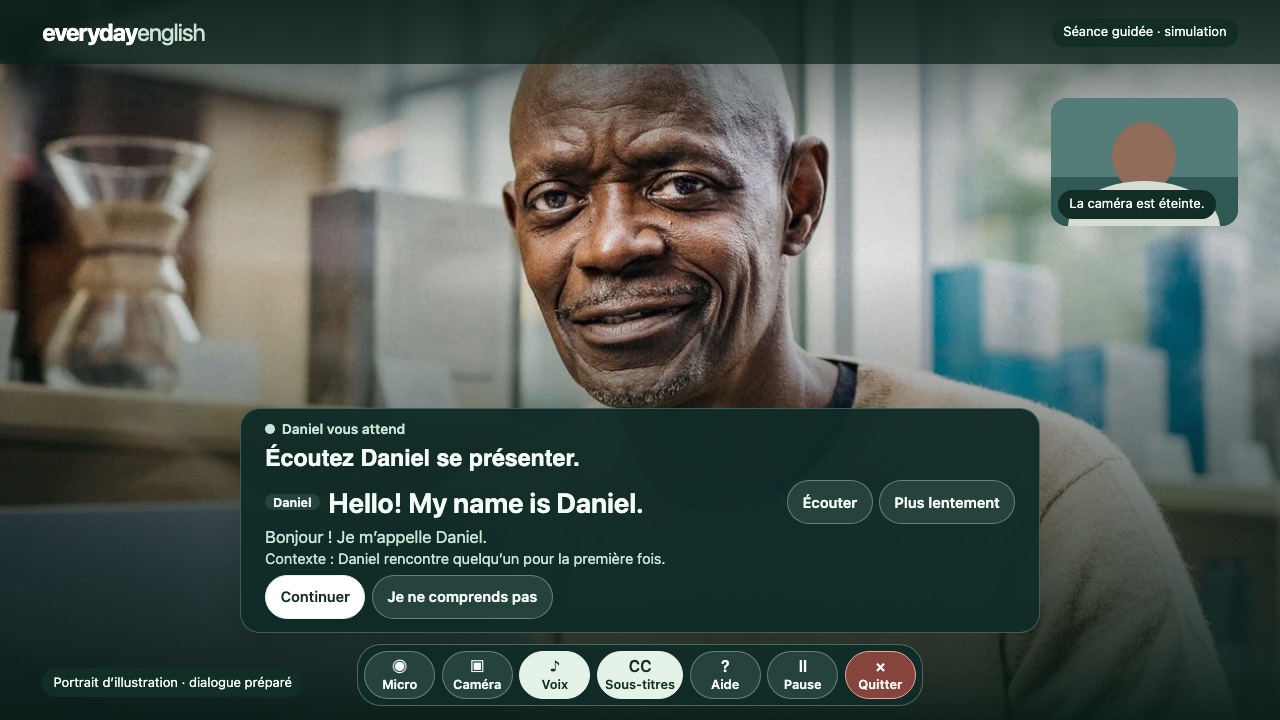 everydayenglish
Séance guidée · simulation
La caméra est éteinte.
Daniel vous attend
Écoutez Daniel se présenter.
Daniel Hello! My name is Daniel.
Écouter
Plus lentement
Bonjour ! Je m’appelle Daniel.
Contexte : Daniel rencontre quelqu’un pour la première fois.
Continuer
Je ne comprends pas
Portrait d’illustration · dialogue préparé
Micro
Caméra
Voix
CC
Sous-titres
?
Aide
Pause
×
Quitter